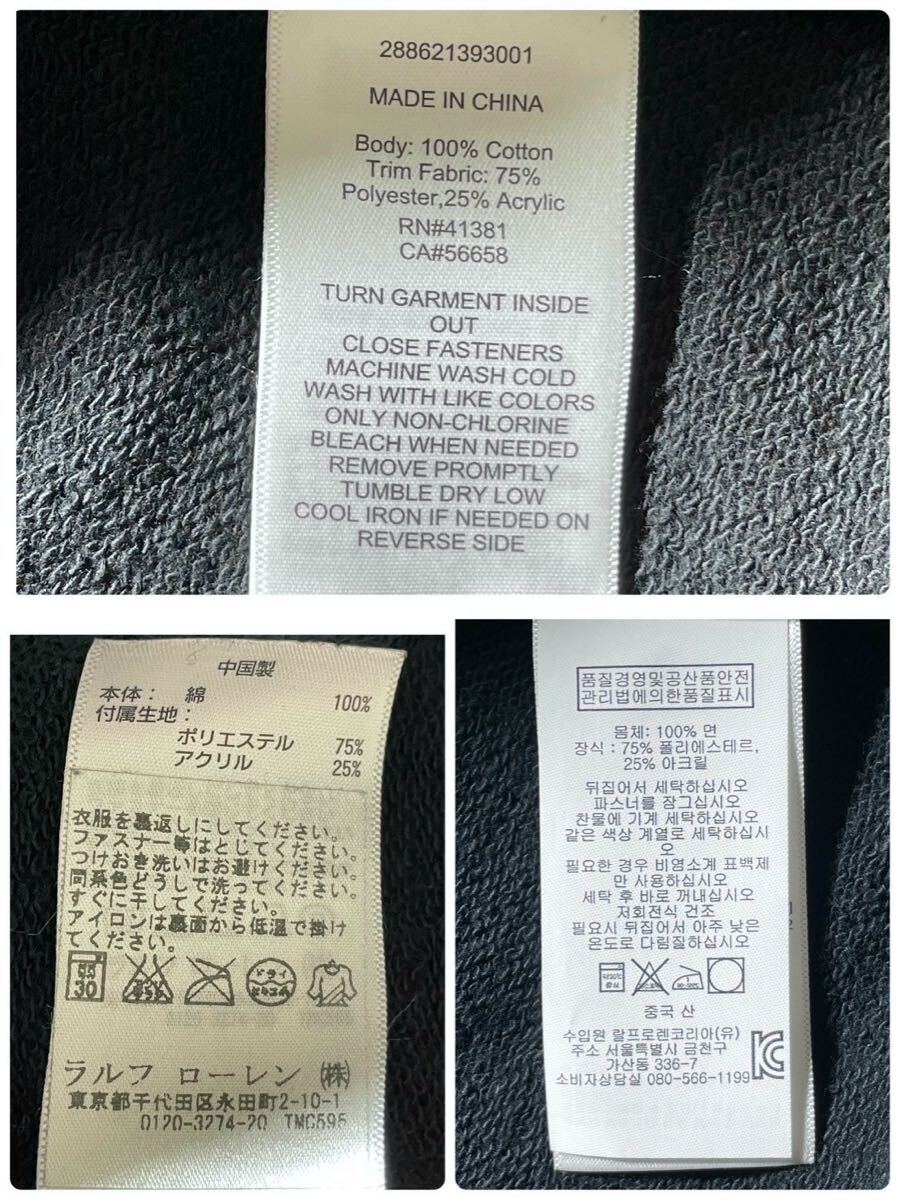 288621393001
MADE IN CHINA
Body: 100% Cotton
Trim Fabric: 75%
Polyester,25% Acrylic
RN#41381
CA#56658
TURN GARMENT INSIDE
OUT
CLOSE FASTENERS
MACHINE WASH COLD
WASH WITH LIKE COLORS
ONLY NON-CHLORINE
BLEACH WHEN NEEDED
REMOVE PROMPTLY
TUMBLE DRY LOW
COOL IRON IF NEEDED ON
REVERSE SIDE
中国製
本体： 綿 100%
付属生地：
ポリエステル 75%
アクリル 25%
衣服を裏返しにしてください。
ファスナー等はとじてください。
つけおき洗いはお避けください。
同系色どうしで洗ってください。
すぐに干してください。
アイロンは裏面から低温で掛け
てください。
30
ドライ
ラルフ ローレン ㈱
東京都千代田区永田町2-10-1
0120-3274-20 TMC595
품질경영및공산품안전
관리법에의한품질표시
몸체: 100% 면
장식 : 75% 폴리에스테르,
25% 아크릴
뒤집어서 세탁하십시오
파스너를 장그십시오
찬물에 기계 세탁하십시오
같은 색상 계열로 세탁하십시
오
필요한 경우 비염소계 표백제
만 사용하십시오
세탁 후 바로 꺼내십시오
저회전식 건조
필요시 뒤집어서 아주 낮은
온도로 다림질하십시오
중국 산
수입원 랄프로렌코리아(유)
주소 서울특별시 금천구
가산동 336-7
소비자상담실 080-566-1199